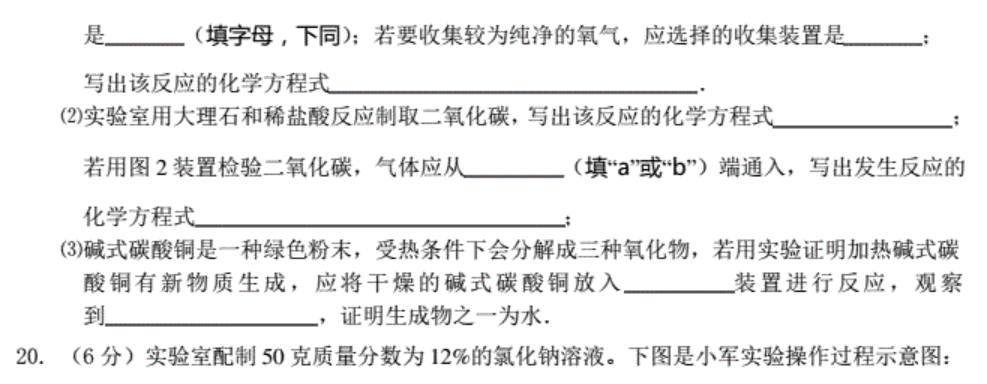 是________（填字母，下同）；若要收集较为纯净的氧气，应选择的收集装置是________；
写出该反应的化学方程式____________________________________．
⑵实验室用大理石和稀盐酸反应制取二氧化碳，写出该反应的化学方程式__________________；
若用图 2 装置检验二氧化碳，气体应从__________（填“a”或“b”）端通入，写出发生反应的
化学方程式____________________________________；
⑶碱式碳酸铜是一种绿色粉末，受热条件下会分解成三种氧化物，若用实验证明加热碱式碳
酸铜有新物质生成，应将干燥的碱式碳酸铜放入___________装置进行反应，观察
到_____________________，证明生成物之一为水．
20. （6 分）实验室配制 50 克质量分数为 12%的氯化钠溶液。下图是小军实验操作过程示意图：